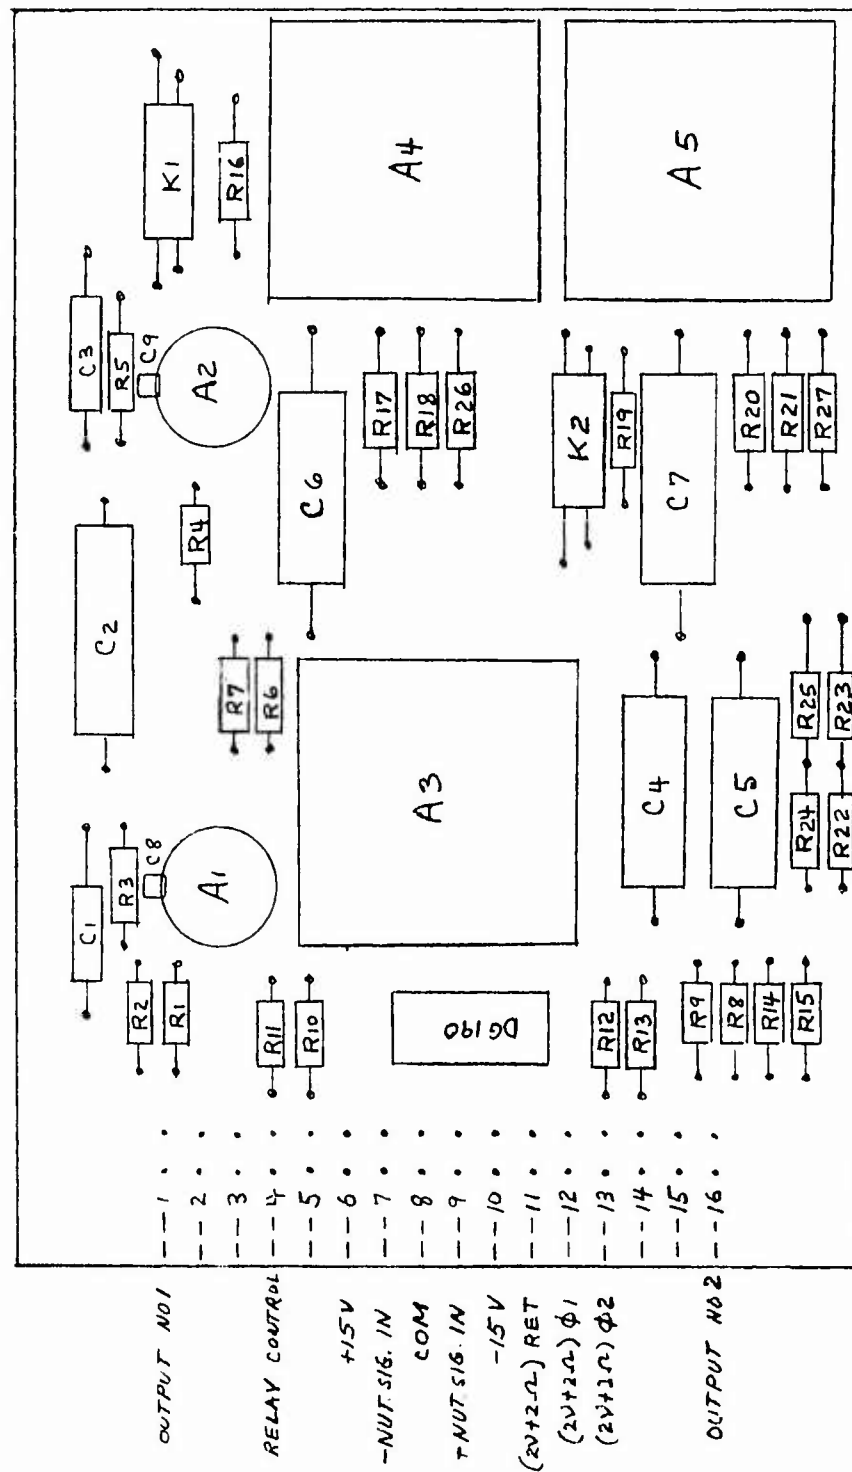 OUTPUT NO1 ---1
--2
--3
RELAY CONTROL --4
--5
+15V --6
-NUT.SIG. IN --7
COM --8
+NUT.SIG. IN --9
-15V --10
(2V+2Ω) RET --11
(2V+2Ω) ϕ1 --12
(2V+2Ω) ϕ2 --13
--14
--15
OUTPUT NO2 --16
R2
R1
R11
R10
DG190
R12
R13
R9
R8
R14
R15
C1
R3
C8
A1
A3
C4
C5
R24
R22
R25
R23
C2
R7
R6
R4
C6
R17
R18
R26
K2
R19
C7
R20
R21
R27
C3
R5
C9
A2
K1
R16
A4
A5